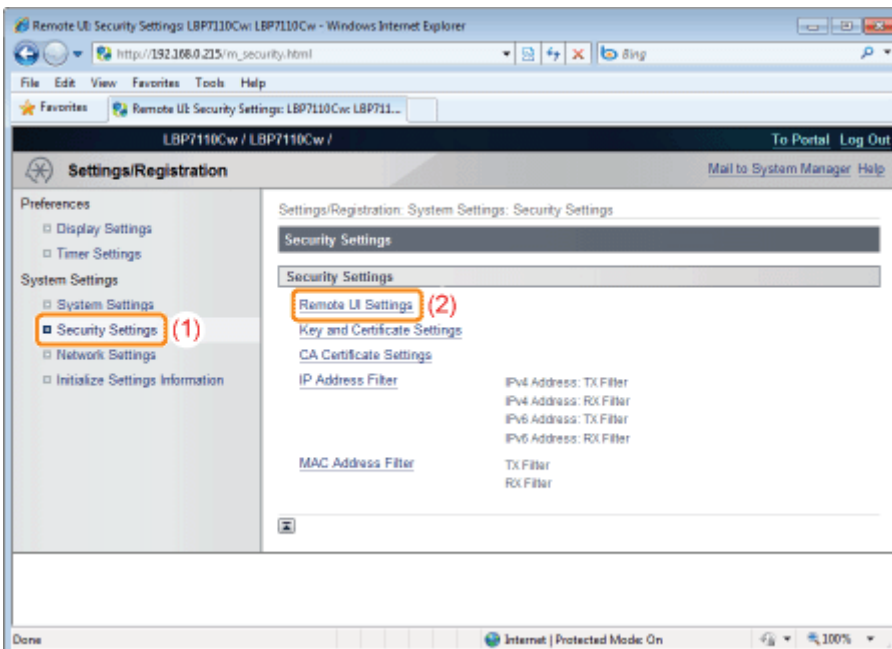 Remote UI: Security Settings: LBP7110Cw: LBP7110Cw - Windows Internet Explorer
http://192.168.0.215/m_security.html
Bing
File Edit View Favorites Tools Help
Favorites Remote UI: Security Settings: LBP7110Cw: LBP711...
LBP7110Cw / LBP7110Cw / To Portal Log Out
Settings/Registration Mail to System Manager Help
Preferences
Display Settings
Timer Settings
System Settings
System Settings
Security Settings (1)
Network Settings
Initialize Settings Information
Settings/Registration: System Settings: Security Settings
Security Settings
Security Settings
Remote UI Settings (2)
Key and Certificate Settings
CA Certificate Settings
IP Address Filter IPv4 Address: TX Filter
IPv4 Address: RX Filter
IPv6 Address: TX Filter
IPv6 Address: RX Filter
MAC Address Filter TX Filter
RX Filter
Done Internet | Protected Mode: On 100%